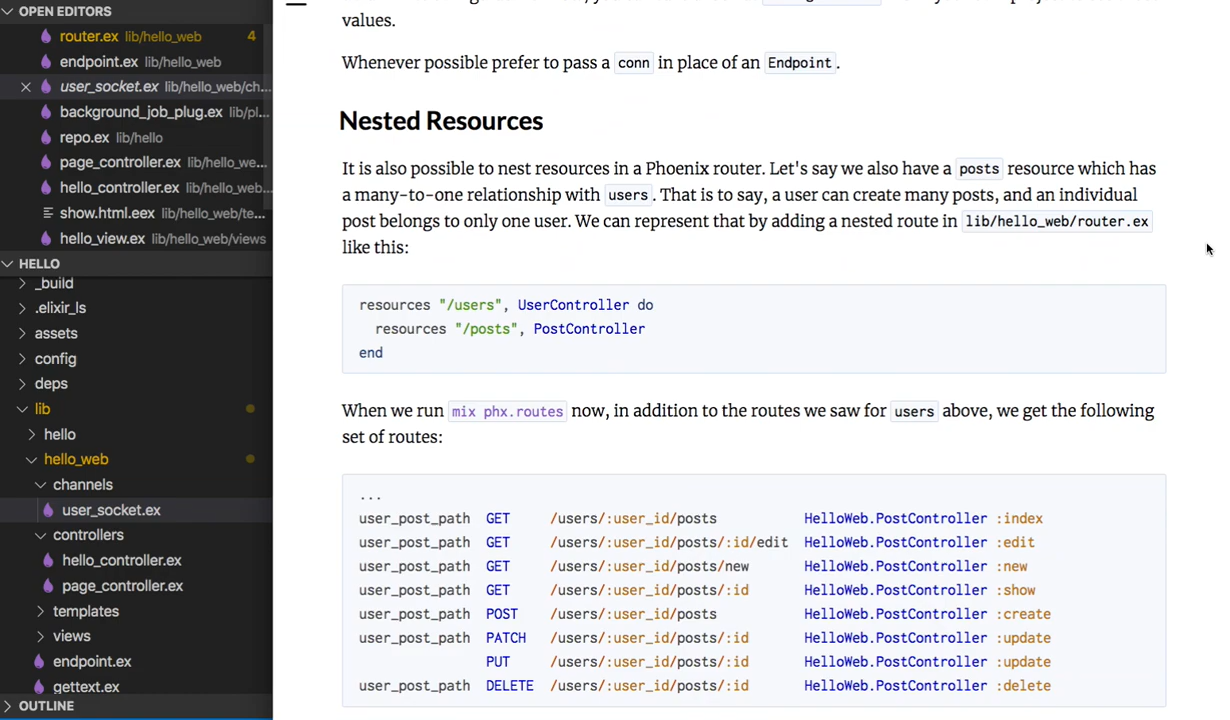 OPEN EDITORS
router.ex lib/hello_web 4
endpoint.ex lib/hello_web
user_socket.ex lib/hello_web/ch...
background_job_plug.ex lib/pl...
repo.ex lib/hello
page_controller.ex lib/hello_we...
hello_controller.ex lib/hello_web...
show.html.eex lib/hello_web/te...
hello_view.ex lib/hello_web/views
HELLO
_build
.elixir_ls
assets
config
deps
lib
hello
hello_web
channels
user_socket.ex
controllers
hello_controller.ex
page_controller.ex
templates
views
endpoint.ex
gettext.ex
OUTLINE
values.
Whenever possible prefer to pass a conn in place of an Endpoint.
Nested Resources
It is also possible to nest resources in a Phoenix router. Let's say we also have a posts resource which has
a many-to-one relationship with users. That is to say, a user can create many posts, and an individual
post belongs to only one user. We can represent that by adding a nested route in lib/hello_web/router.ex
like this:
resources "/users", UserController do
resources "/posts", PostController
end
When we run mix phx.routes now, in addition to the routes we saw for users above, we get the following
set of routes:
...
user_post_path GET /users/:user_id/posts HelloWeb.PostController :index
user_post_path GET /users/:user_id/posts/:id/edit HelloWeb.PostController :edit
user_post_path GET /users/:user_id/posts/new HelloWeb.PostController :new
user_post_path GET /users/:user_id/posts/:id HelloWeb.PostController :show
user_post_path POST /users/:user_id/posts HelloWeb.PostController :create
user_post_path PATCH /users/:user_id/posts/:id HelloWeb.PostController :update
PUT /users/:user_id/posts/:id HelloWeb.PostController :update
user_post_path DELETE /users/:user_id/posts/:id HelloWeb.PostController :delete